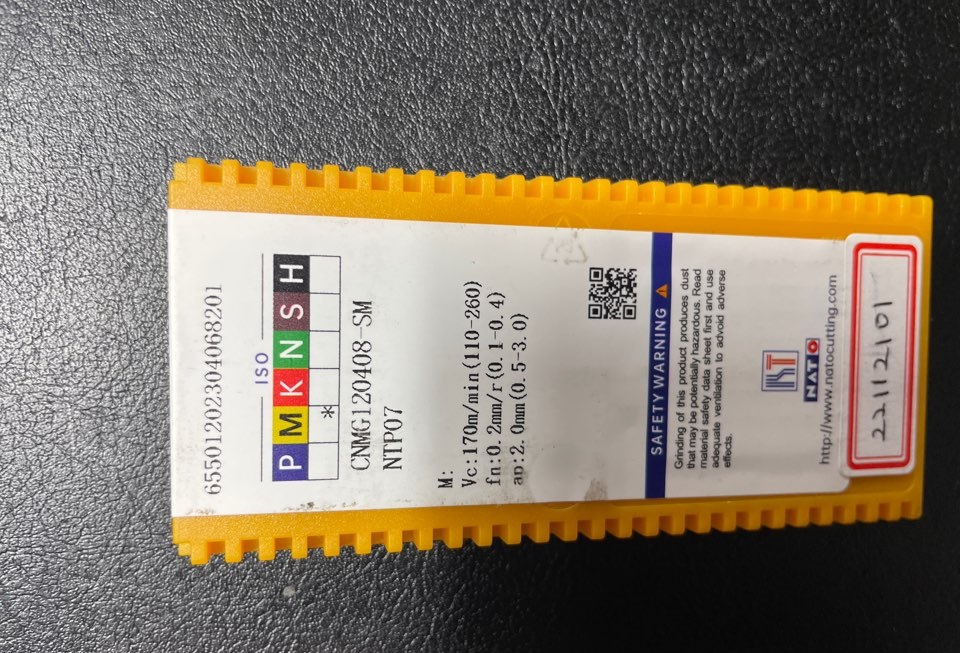 6550120230406820​1
ISO
P M K N S H
*
CNMG120408-SM
NTP07
M:
Vc:170m/min(110-260)
fn:0.2mm/r(0.1-0.4)
ap:2.0mm(0.5-3.0)
SAFETY WARNING
Grinding of this product produces dust
that may be potentially hazardous. Read
material safety data sheet first and use
adequate ventilation to advoid adverse
effects.
NATO
http://www.natocutting.com
221121101